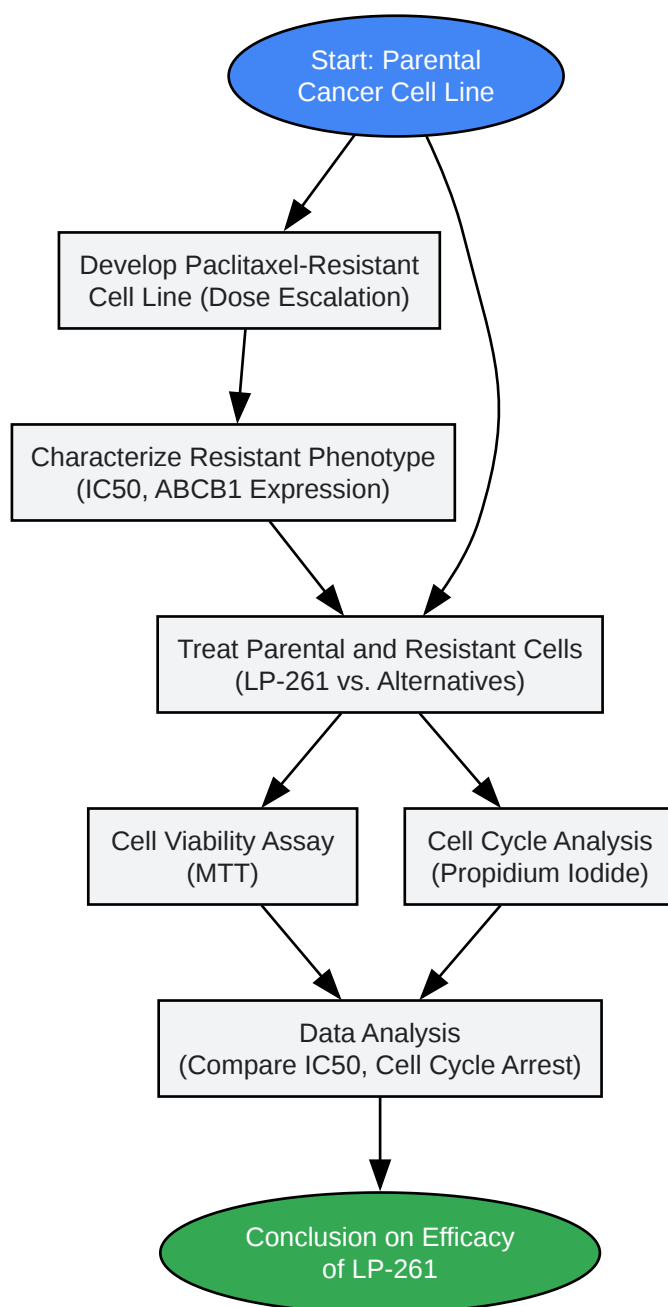 Start: Parental
Cancer Cell Line
Develop Paclitaxel-Resistant
Cell Line (Dose Escalation)
Characterize Resistant Phenotype
(IC50, ABCB1 Expression)
Treat Parental and Resistant Cells
(LP-261 vs. Alternatives)
Cell Viability Assay
(MTT)
Cell Cycle Analysis
(Propidium Iodide)
Data Analysis
(Compare IC50, Cell Cycle Arrest)
Conclusion on Efficacy
of LP-261